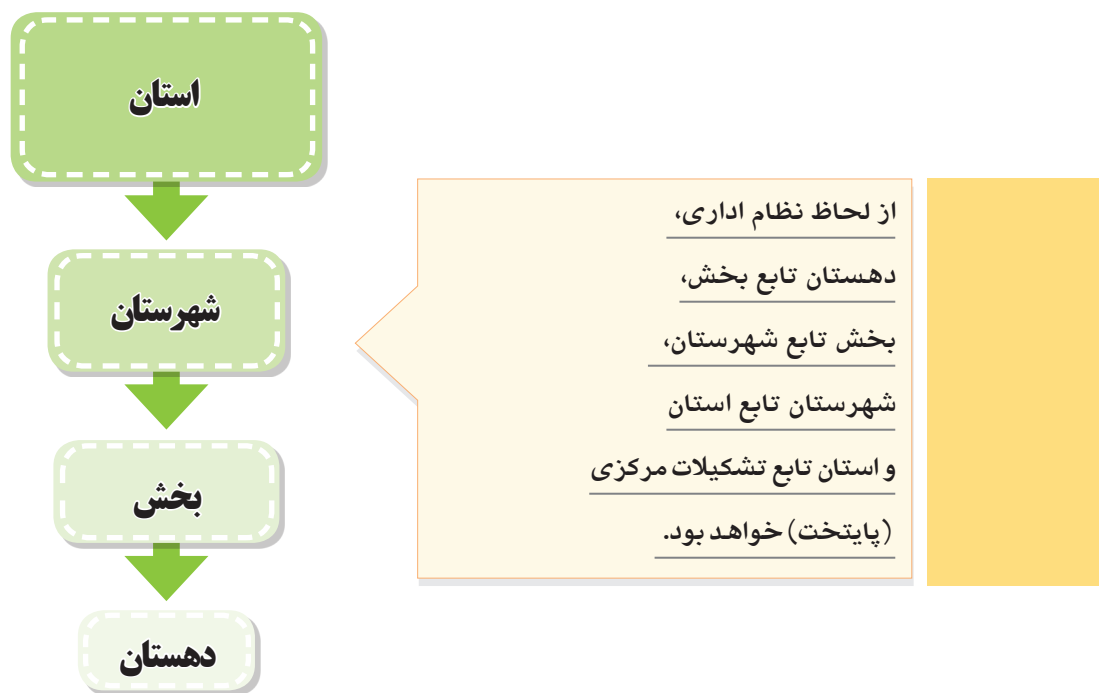 استان
شهرستان
بخش
دهستان
از لحاظ نظام اداری،
دهستان تابع بخش،
بخش تابع شهرستان،
شهرستان تابع استان
و استان تابع تشکیلات مرکزی
(پایتخت) خواهد بود.